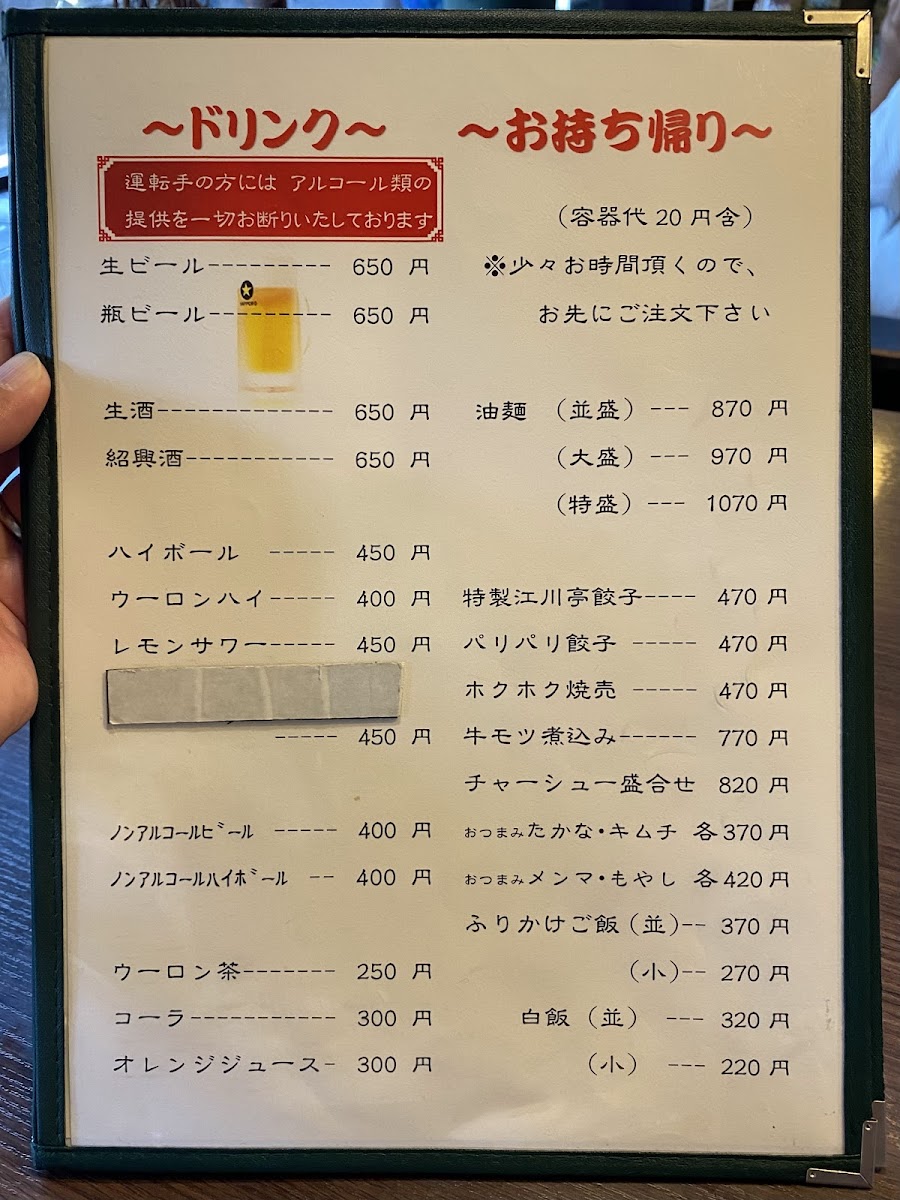 ～ドリンク～
運転手の方には アルコール類の
提供を一切お断りいたしております
生ビール--------- 650 円
瓶ビール--------- 650 円
SAPPORO
生酒------------- 650 円
紹興酒----------- 650 円
ハイボール ----- 450 円
ウーロンハイ----- 400 円
レモンサワー----- 450 円
----- 450 円
ノンアルコールビール ----- 400 円
ノンアルコールハイボール -- 400 円
ウーロン茶------- 250 円
コーラ----------- 300 円
オレンジジュース- 300 円
～お持ち帰り～
（容器代 20 円含）
※少々お時間頂くので、
お先にご注文下さい
油麺 （並盛） --- 870 円
（大盛） --- 970 円
（特盛） --- 1070 円
特製江川亭餃子---- 470 円
パリパリ餃子 ----- 470 円
ホクホク焼売 ----- 470 円
牛モツ煮込み------ 770 円
チャーシュー盛合せ 820 円
おつまみたかな・キムチ 各370 円
おつまみメンマ・もやし 各420 円
ふりかけご飯（並）-- 370 円
（小）-- 270 円
白飯 （並） --- 320 円
（小） --- 220 円